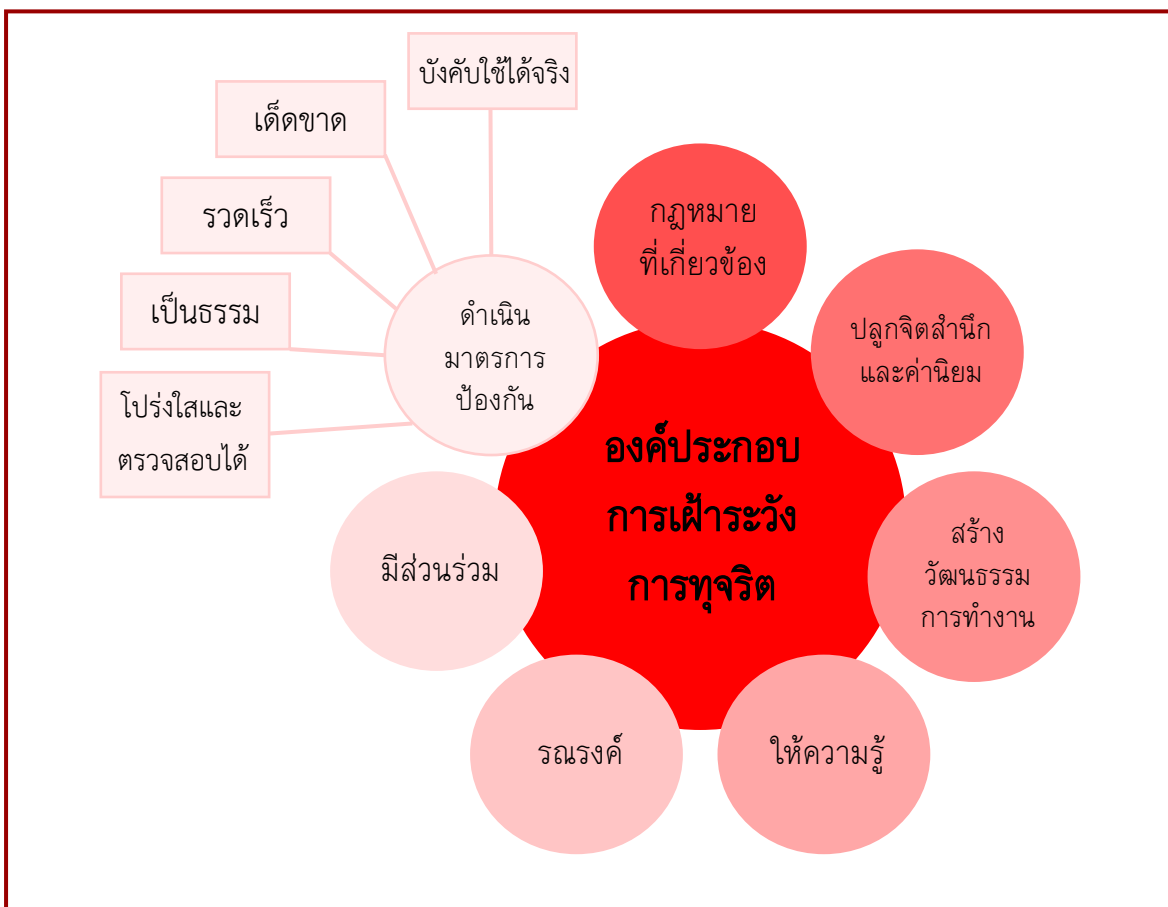 บังคับใช้ได้จริง
เด็ดขาด
รวดเร็ว
เป็นธรรม
โปร่งใสและ
ตรวจสอบได้
ดำเนิน
มาตรการ
ป้องกัน
กฎหมาย
ที่เกี่ยวข้อง
ปลูกจิตสำนึก
และค่านิยม
สร้าง
วัฒนธรรม
การทำงาน
ให้ความรู้
รณรงค์
มีส่วนร่วม
องค์ประกอบ
การเฝ้าระวัง
การทุจริต